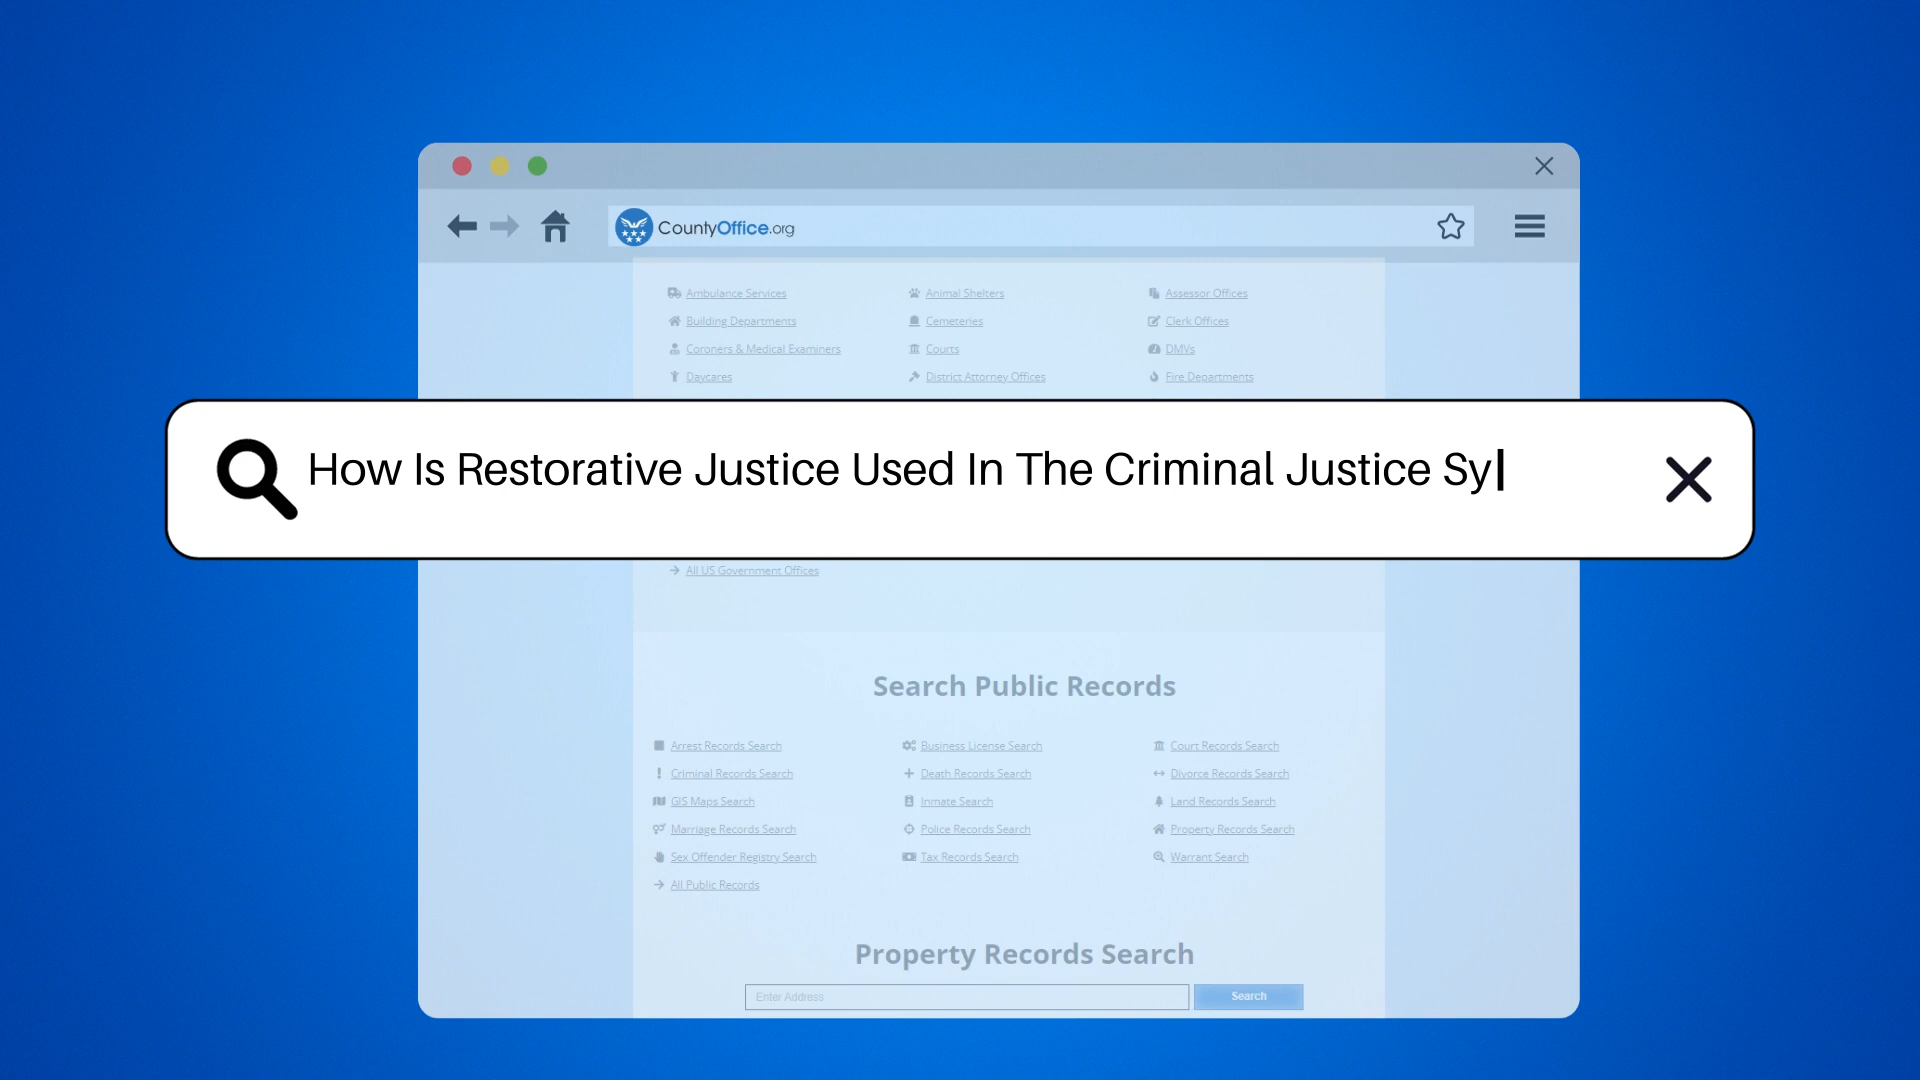 CountyOffice.org
Ambulance Services Animal Shelters Assessor Offices
Building Departments Cemeteries Clerk Offices
Coroners & Medical Examiners Courts DMVs
Daycares District Attorney Offices Fire Departments
How Is Restorative Justice Used In The Criminal Justice Sy
All US Government Offices
Search Public Records
Arrest Records Search Business License Search Court Records Search
Criminal Records Search Death Records Search Divorce Records Search
GIS Maps Search Inmate Search Land Records Search
Marriage Records Search Police Records Search Property Records Search
Sex Offender Registry Search Tax Records Search Warrant Search
All Public Records
Property Records Search
Enter Address Search